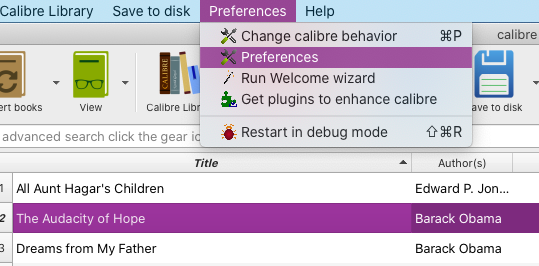 Calibre Library Save to disk Preferences Help
Change calibre behavior ⌘P
calibre
Preferences
Run Welcome wizard
Get plugins to enhance calibre
Restart in debug mode ⇧⌘R
CALIBRE
ert books View Calibre Lib ve to disk
advanced search click the gear ic
Title Author(s)
1 All Aunt Hagar's Children Edward P. Jon...
2 The Audacity of Hope Barack Obama
3 Dreams from My Father Barack Obama